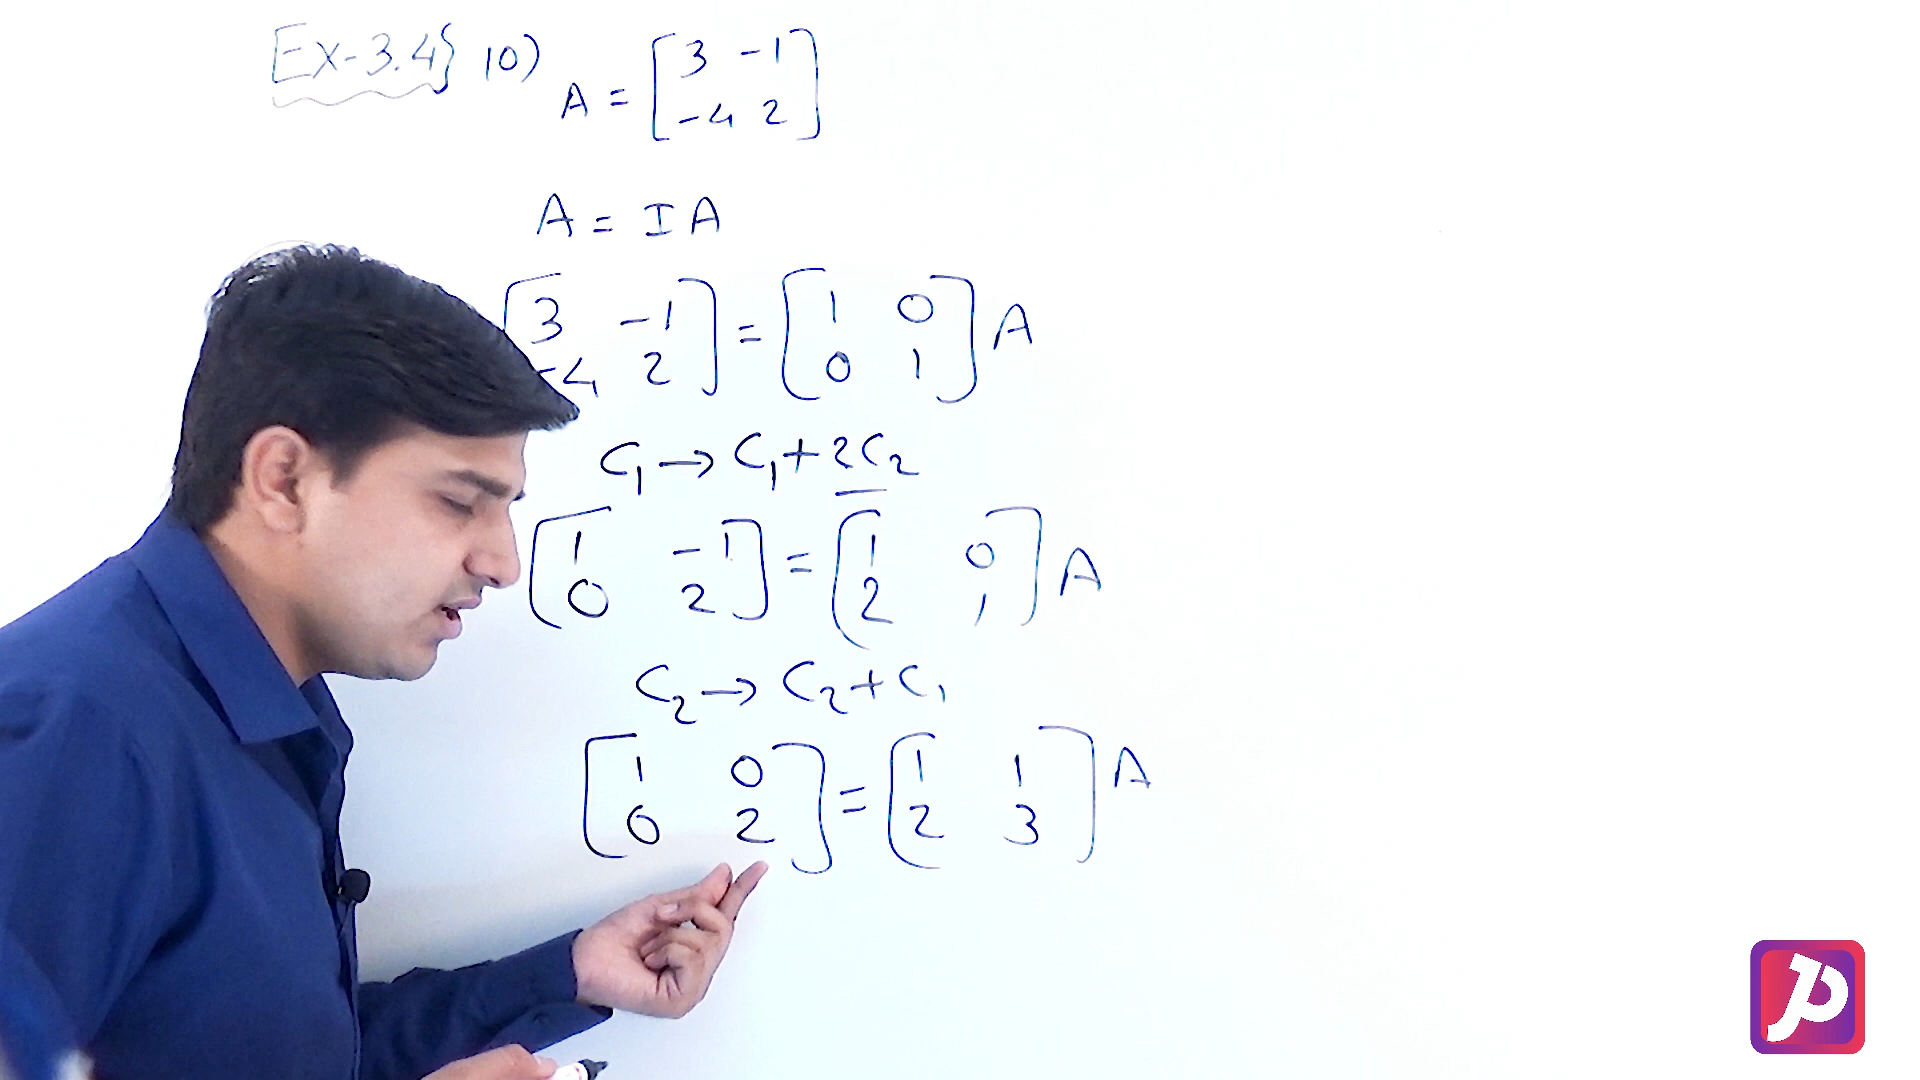 Ex-3.4} 10) A = [3 -1
-4 2]
A = I A
[3 -1
-4 2] = [1 0
0 1] A
C1 → C1 + 2C2
[1 -1
0 2] = [1 0
2 1] A
C2 → C2 + C1
[1 0
0 2] = [1 1
2 3] A